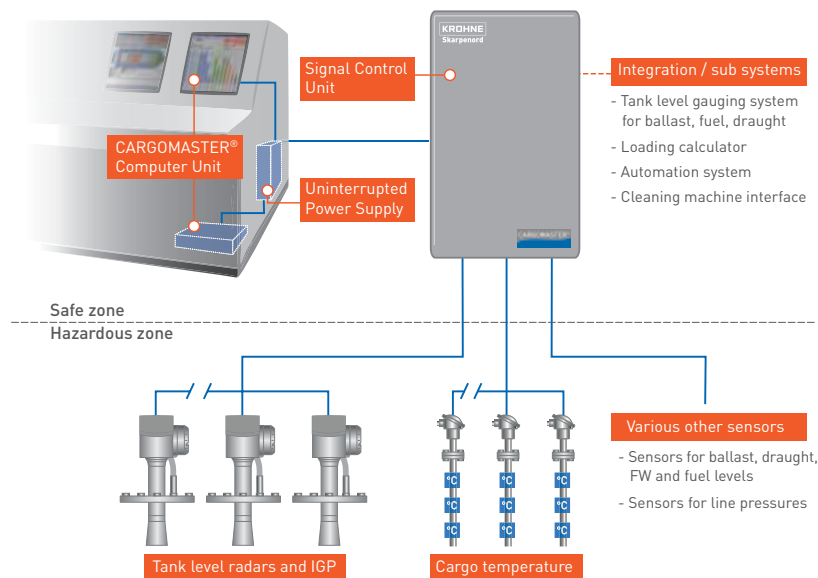 KROHNE
Skarpenord
Signal Control
Unit
Integration / sub systems
- Tank level gauging system
for ballast, fuel, draught
- Loading calculator
- Automation system
- Cleaning machine interface
CARGOMASTER®
Computer Unit
Uninterrupted
Power Supply
CARGOMASTER
Safe zone
Hazardous zone
Various other sensors
- Sensors for ballast, draught,
FW and fuel levels
- Sensors for line pressures
°C °C °C
°C °C °C
°C °C °C
Tank level radars and IGP
Cargo temperature